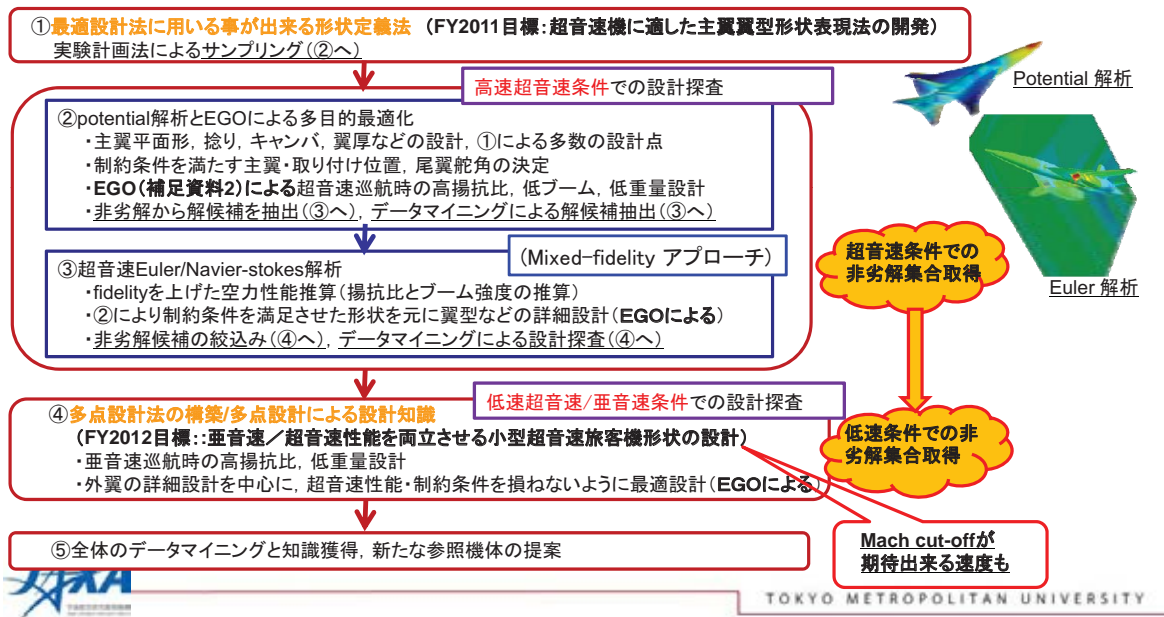 ①最適設計法に用いる事が出来る形状定義法 (FY2011目標:超音速機に適した主翼翼型形状表現法の開発)
実験計画法によるサンプリング(②へ)
高速超音速条件での設計探査
②potential解析とEGOによる多目的最適化
・主翼平面形, 捻り, キャンバ, 翼厚などの設計, ①による多数の設計点
・制約条件を満たす主翼・取り付け位置, 尾翼舵角の決定
・EGO(補足資料2)による超音速巡航時の高揚抗比, 低ブーム, 低重量設計
・非劣解から解候補を抽出(③へ), データマイニングによる解候補抽出(③へ)
(Mixed-fidelity アプローチ)
③超音速Euler/Navier-stokes解析
・fidelityを上げた空力性能推算(揚抗比とブーム強度の推算)
・②により制約条件を満足させた形状を元に翼型などの詳細設計(EGOによる)
・非劣解候補の絞込み(④へ), データマイニングによる設計探査(④へ)
低速超音速/亜音速条件での設計探査
④多点設計法の構築/多点設計による設計知識
(FY2012目標::亜音速/超音速性能を両立させる小型超音速旅客機形状の設計)
・亜音速巡航時の高揚抗比, 低重量設計
・外翼の詳細設計を中心に, 超音速性能・制約条件を損ねないように最適設計(EGOによる)
⑤全体のデータマイニングと知識獲得, 新たな参照機体の提案
Potential 解析
Euler 解析
超音速条件での
非劣解集合取得
低速条件での非
劣解集合取得
Mach cut-offが
期待出来る速度も
JAXA
TOKYO METROPOLITAN UNIVERSITY